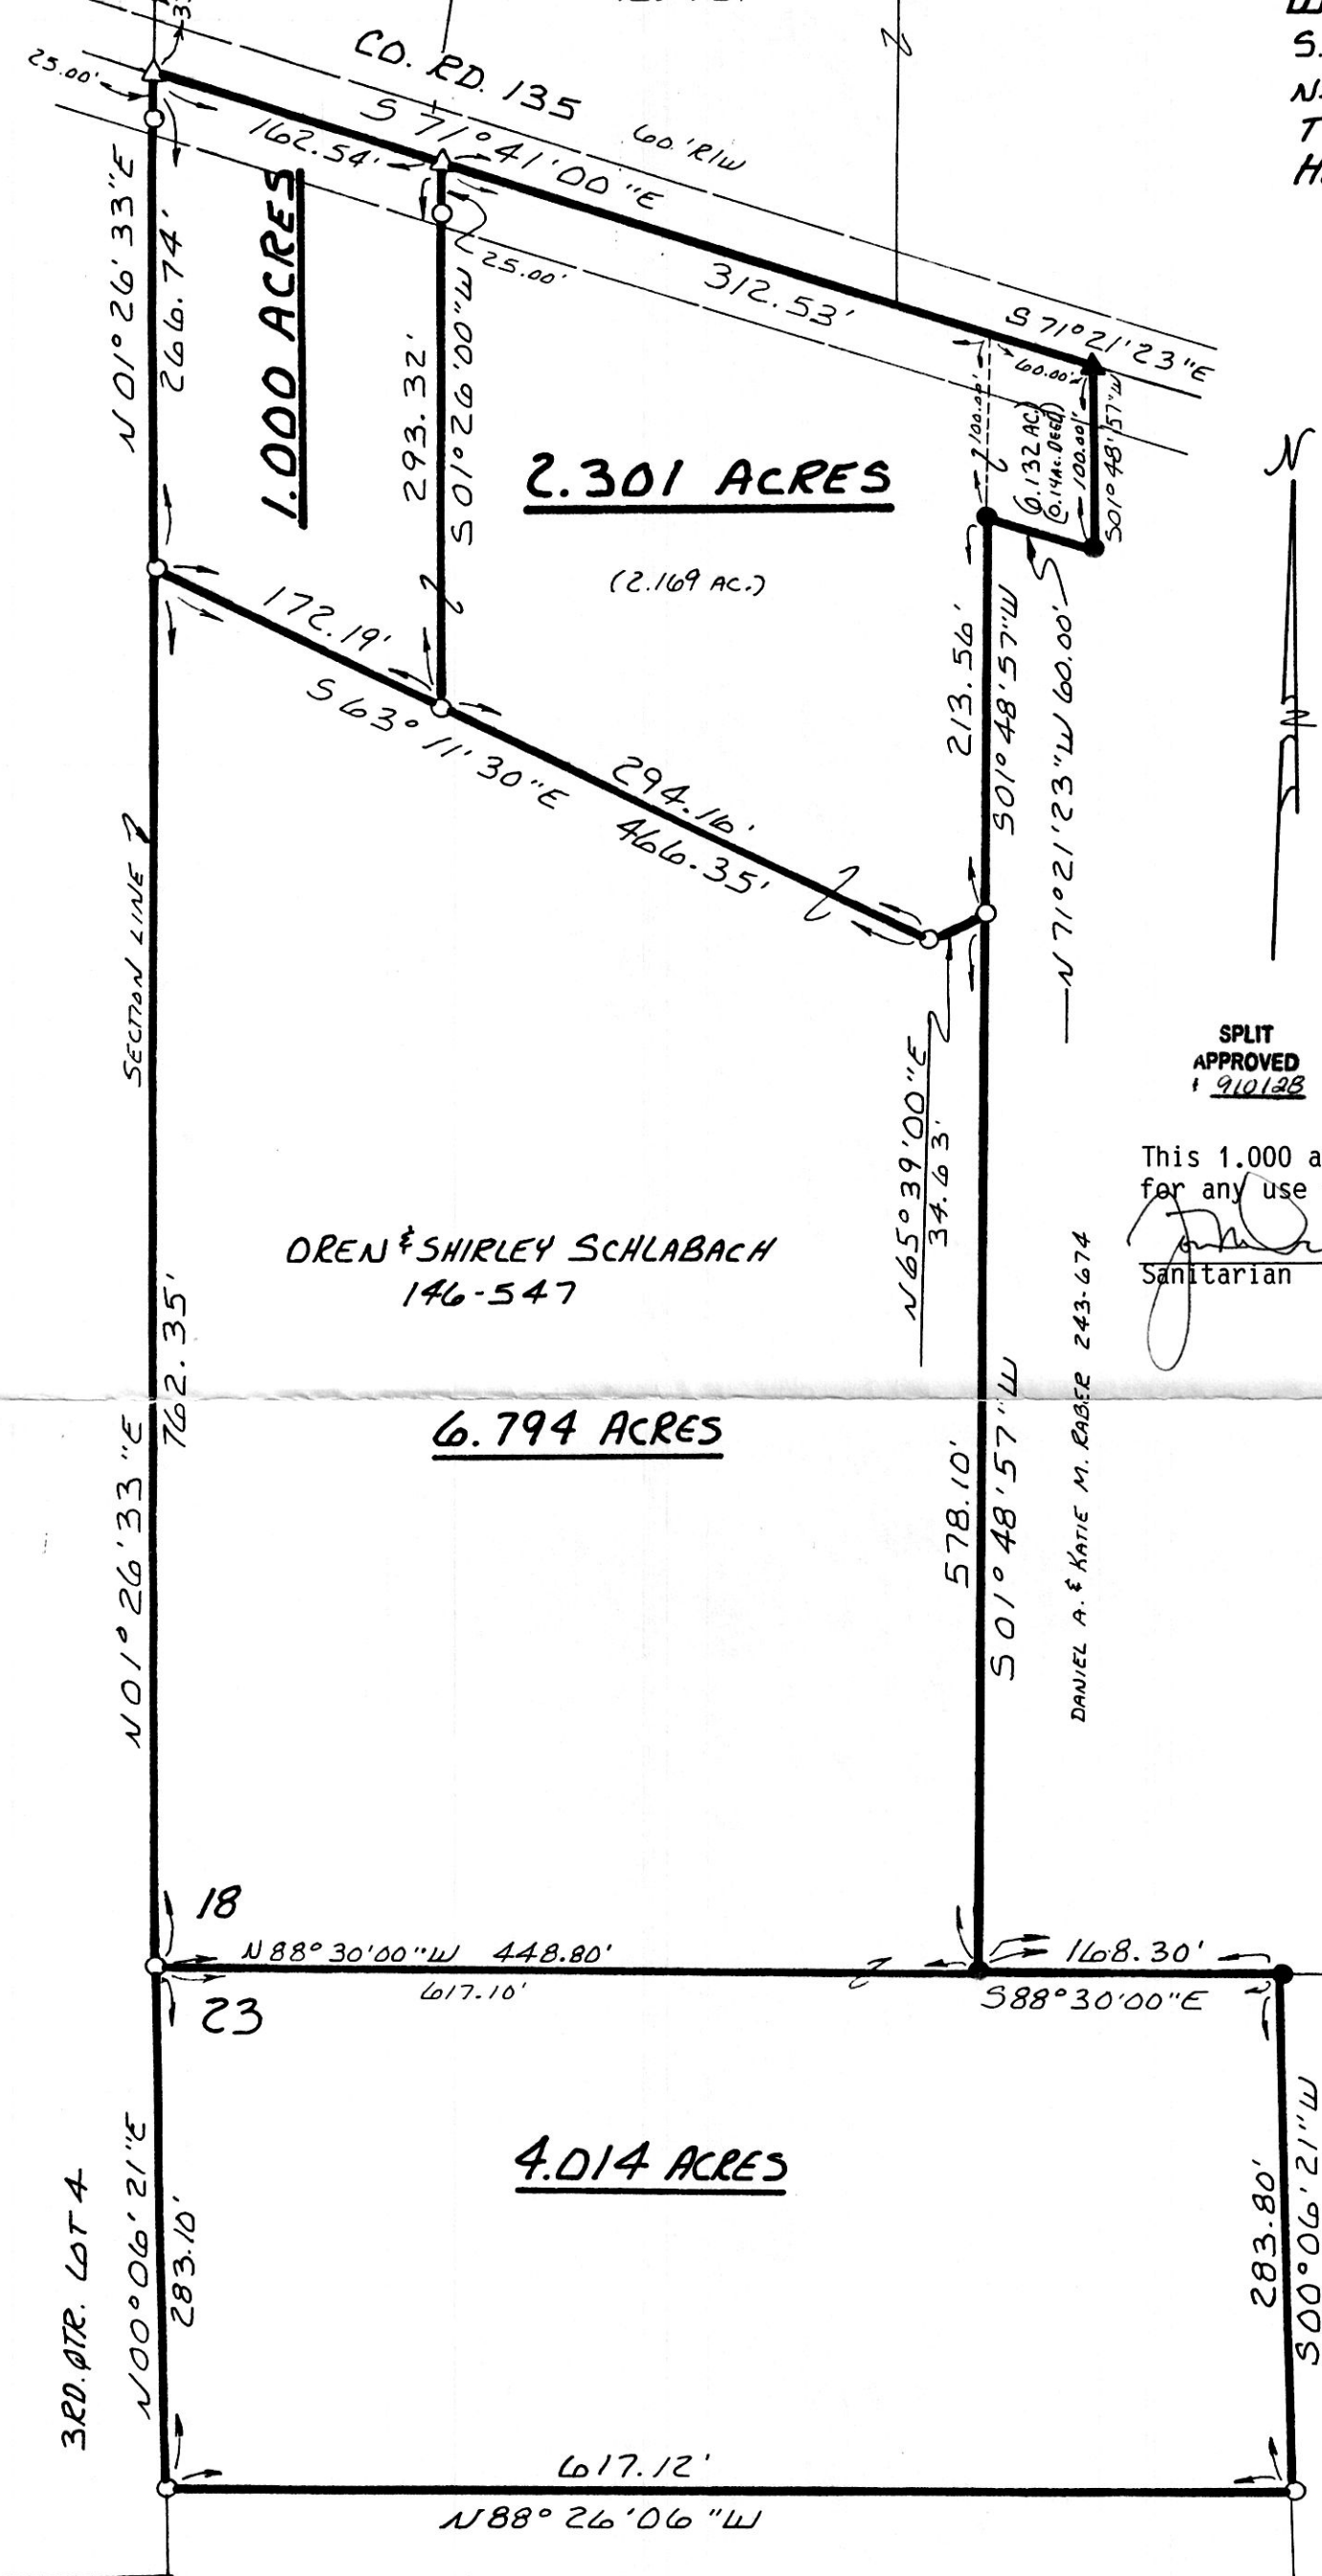 CO. RD. 135
60.'R/W
25.00'
S 71°41'00"E
162.54'
25.00'
312.53'
S 71°21'23"E
60.00'
100.00'
0.132 AC.
(0.14 AC. DEED)
100.00'
S01°48'57"W
N 01°26'33"E
266.74'
1.000 ACRES
293.32'
S 01°26'00"W
2.301 ACRES
(2.169 AC.)
N
172.19'
S 63° 11'30"E
294.16'
466.35'
213.56'
S01°48'57"W
N 71°21'23"W 60.00'
SECTION LINE
SPLIT
APPROVED
910128
This 1.000 a
for any use
Sanitarian
N65°39'00"E
34.63'
OREN & SHIRLEY SCHLABACH
146-547
DANIEL A. & KATIE M. RABER 243-674
762.35'
N01°26'33"E
6.794 ACRES
578.10'
S 01°48'57"W
18
N88°30'00"W 448.80'
617.10'
168.30'
S88°30'00"E
23
3RD. QTR. LOT 4
N00°06'21"E
283.10'
4.014 ACRES
283.80'
S00°06'21"W
617.12'
N88°26'06"W